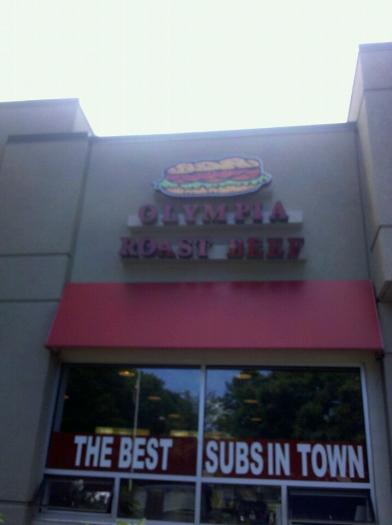 OLYMPIA
ROAST BEEF
THE BEST SUBS IN TOWN